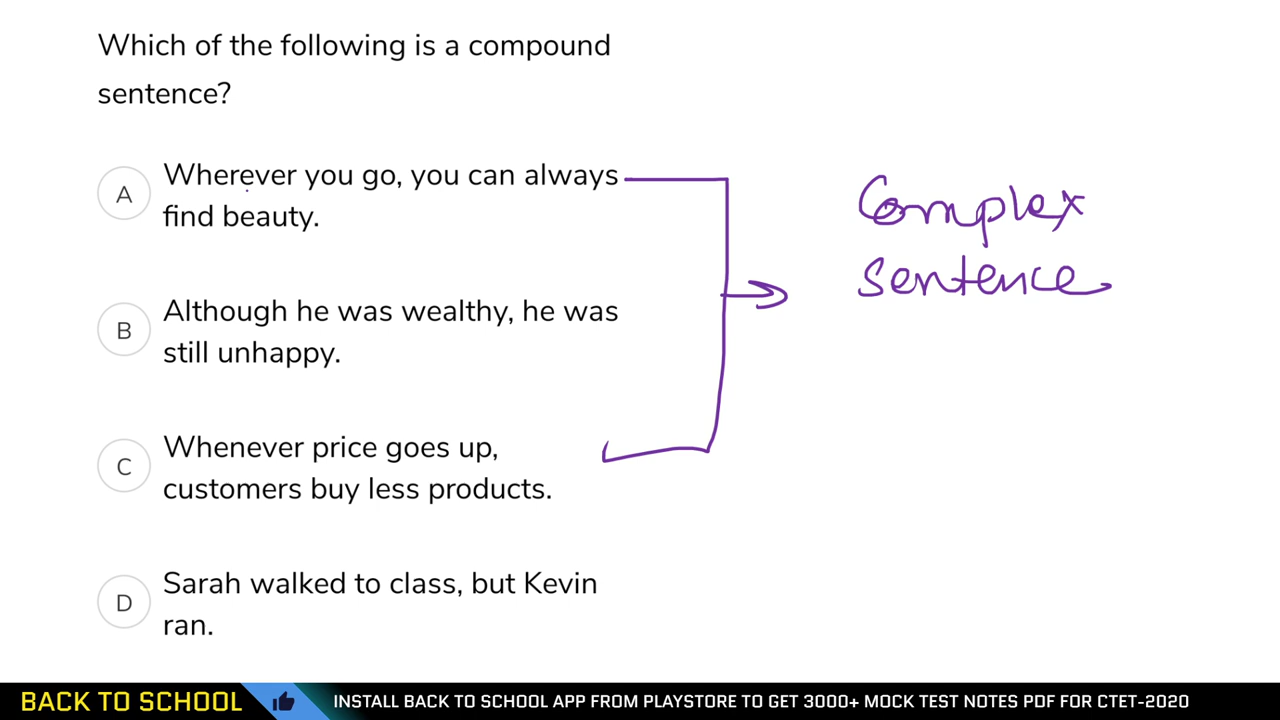 Which of the following is a compound
sentence?
A
Wherever you go, you can always
find beauty.
B
Although he was wealthy, he was
still unhappy.
C
Whenever price goes up,
customers buy less products.
D
Sarah walked to class, but Kevin
ran.
Complex
sentence
BACK TO SCHOOL
INSTALL BACK TO SCHOOL APP FROM PLAYSTORE TO GET 3000+ MOCK TEST NOTES PDF FOR CTET-2020